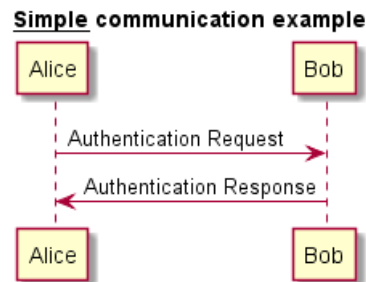 Simple communication example
Alice Bob
Authentication Request
Authentication Response
Alice Bob